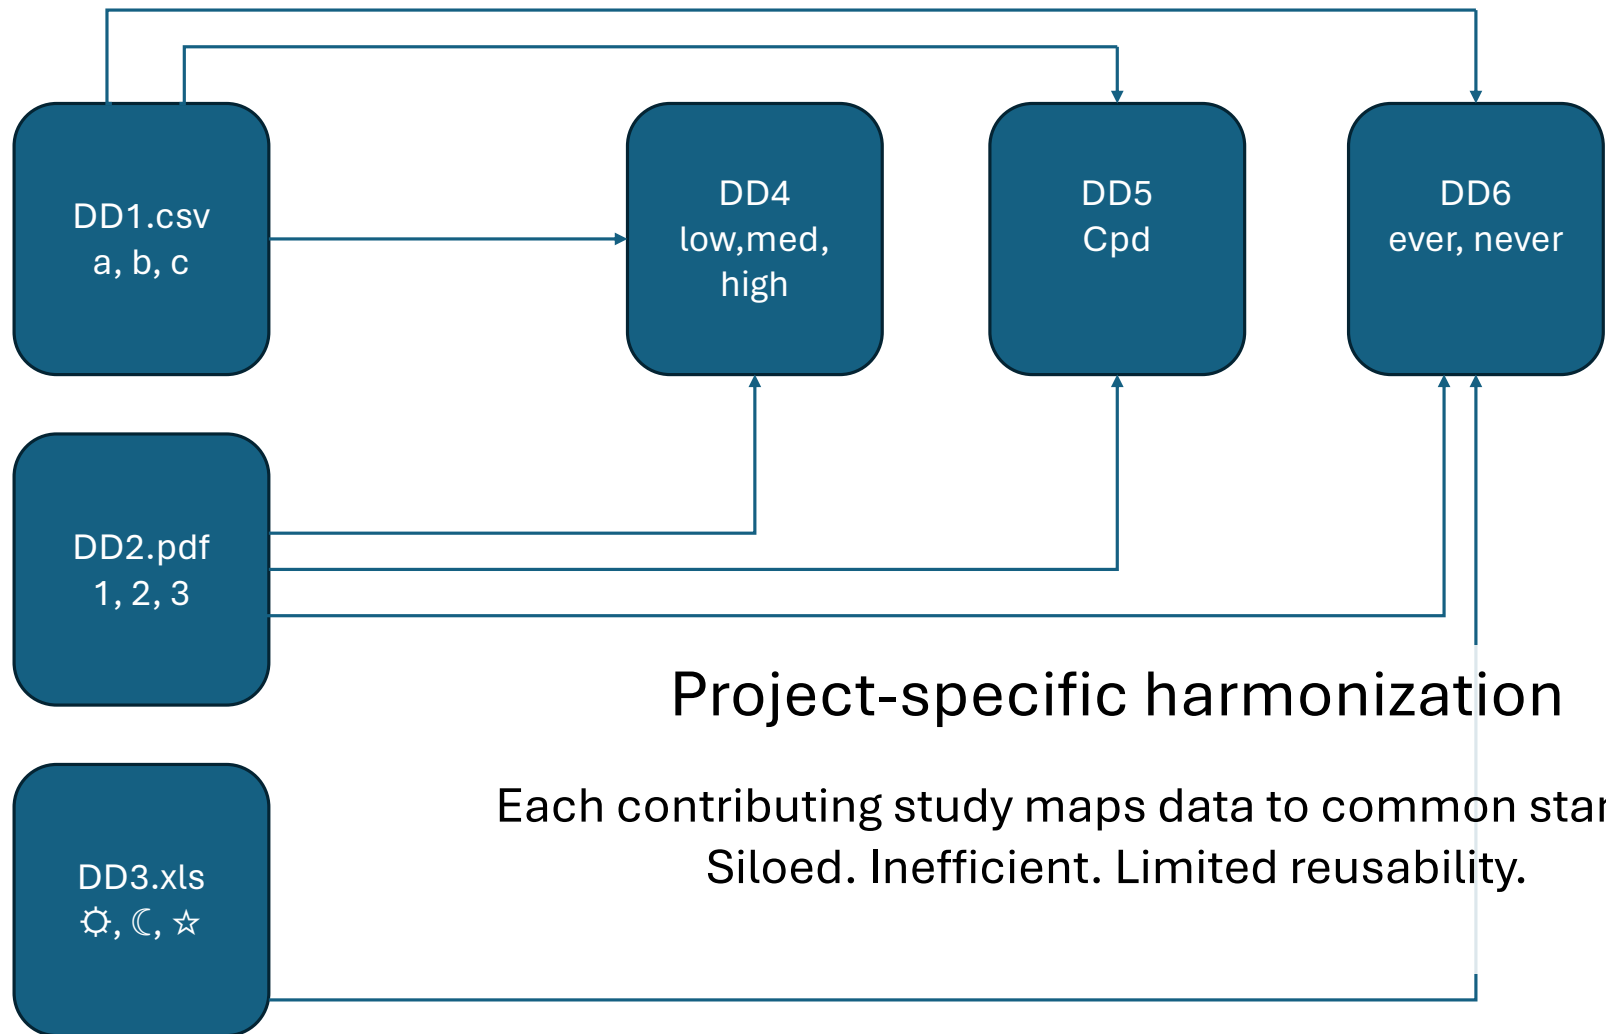 DD1.csv
a, b, c
DD4
low,med,
high
DD5
Cpd
DD6
ever, never
DD2.pdf
1, 2, 3
Project-specific harmonization
Each contributing study maps data to common
Siloed. Inefficient. Limited reusability.
DD3.xls
☼, ☾, ☆